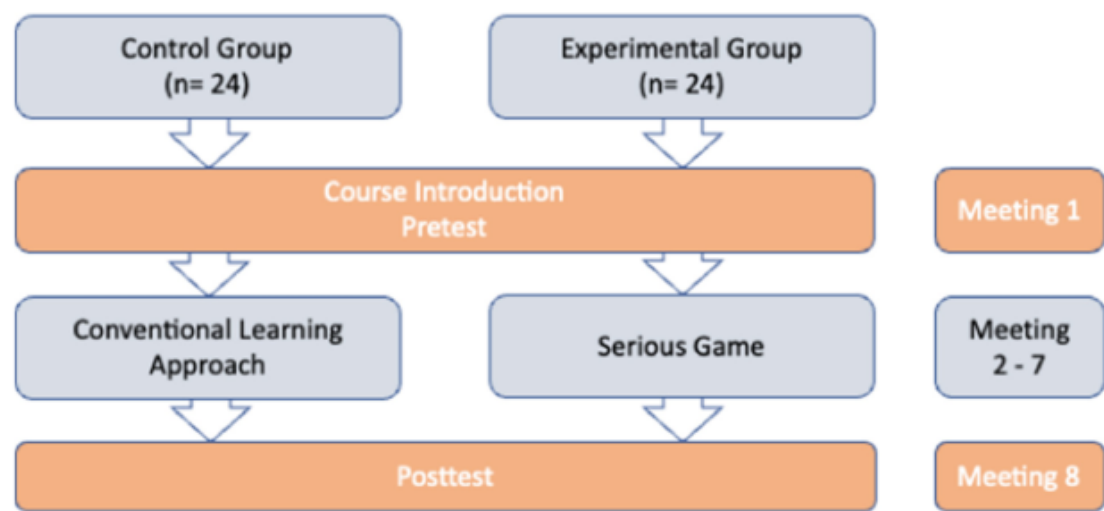 Control Group
(n= 24)
Experimental Group
(n= 24)
Course Introduction
Pretest
Meeting 1
Conventional Learning
Approach
Serious Game
Meeting
2 - 7
Posttest
Meeting 8